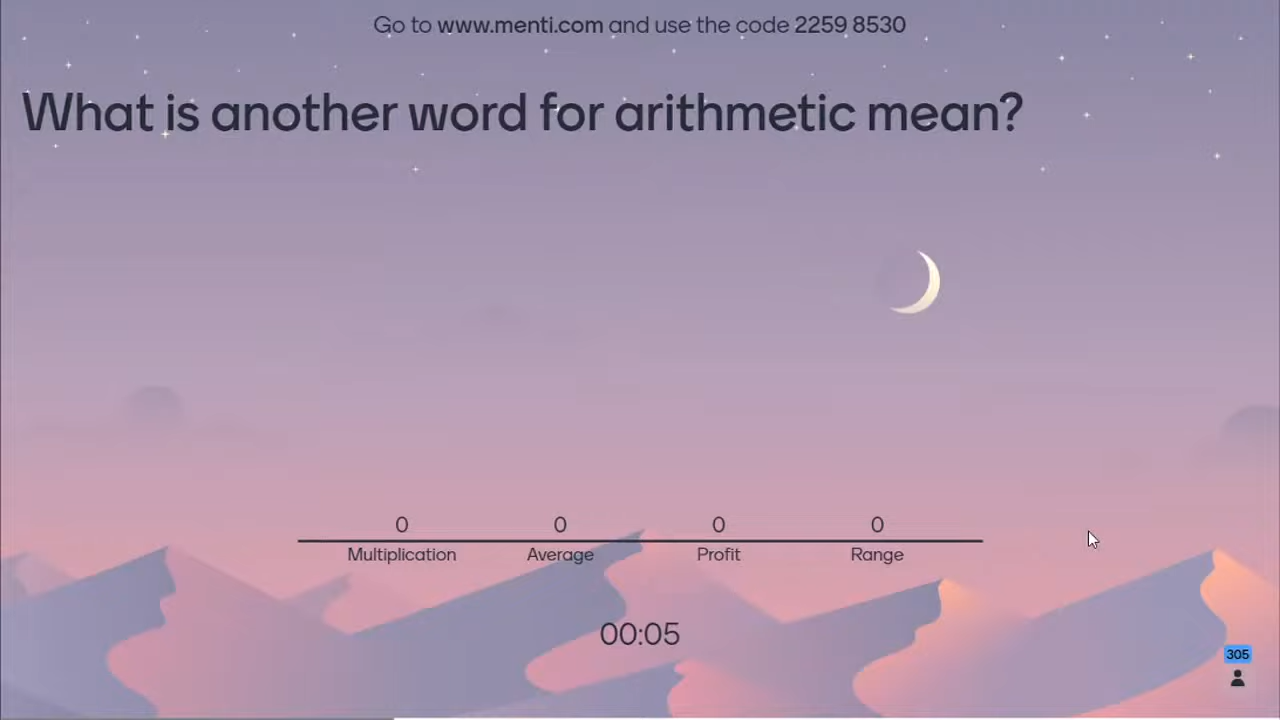 Go to www.menti.com and use the code 2259 8530
What is another word for arithmetic mean?
0 0 0 0
Multiplication Average Profit Range
00:05
305